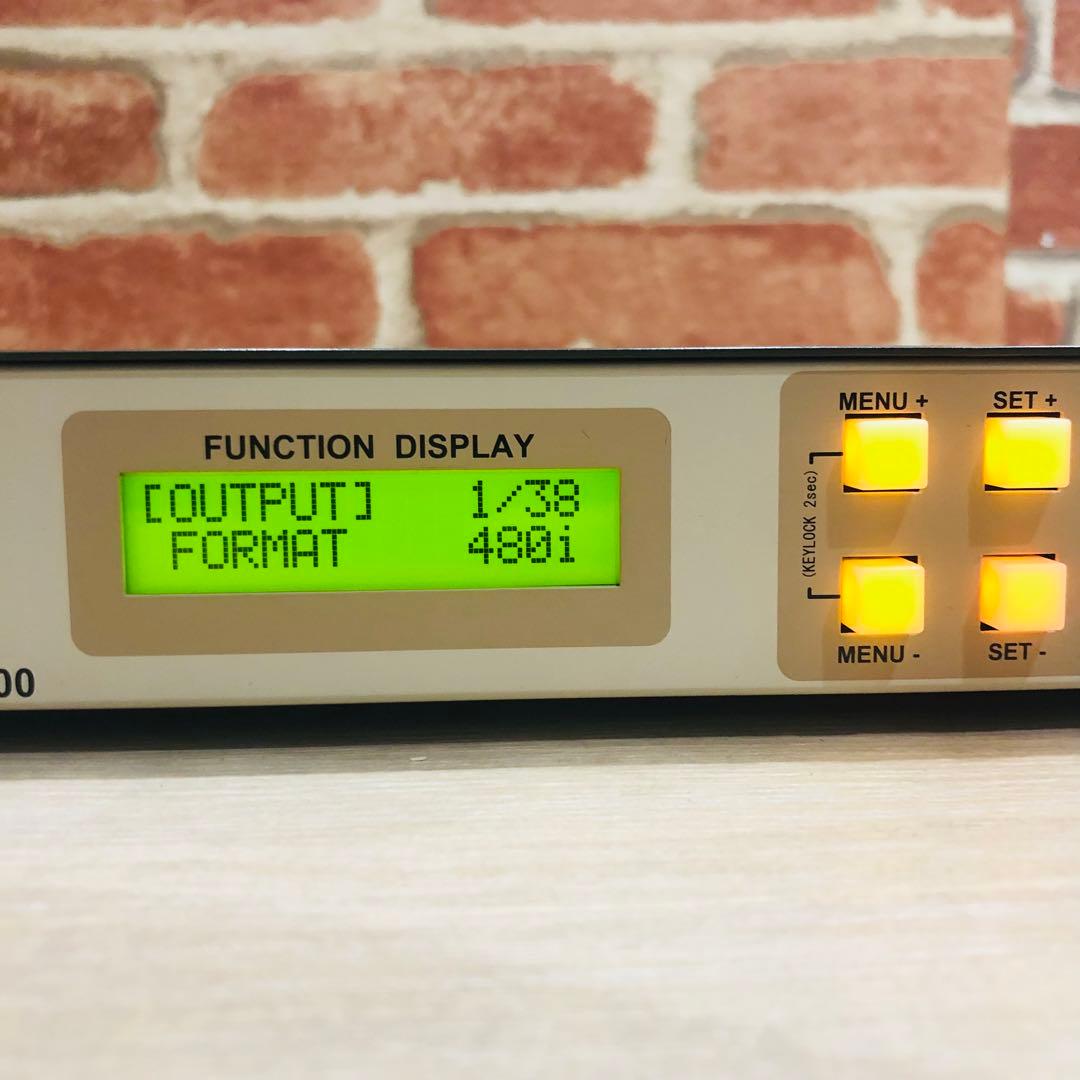 FUNCTION DISPLAY
[OUTPUT] 1/38
FORMAT 480i
MENU + SET +
(KEYLOCK 2sec)
MENU - SET -
00